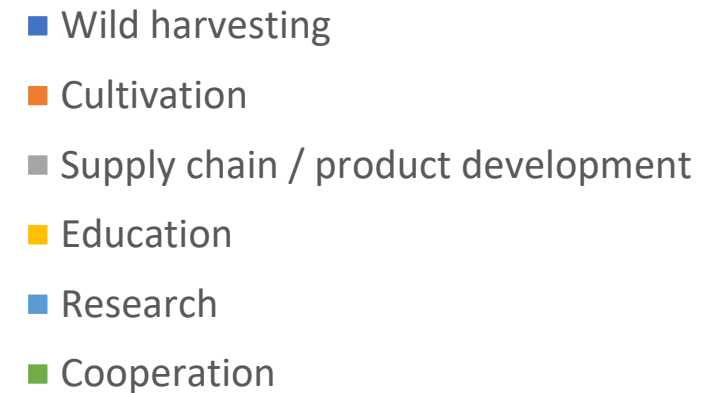 Wild harvesting
Cultivation
Supply chain / product development
Education
Research
Cooperation